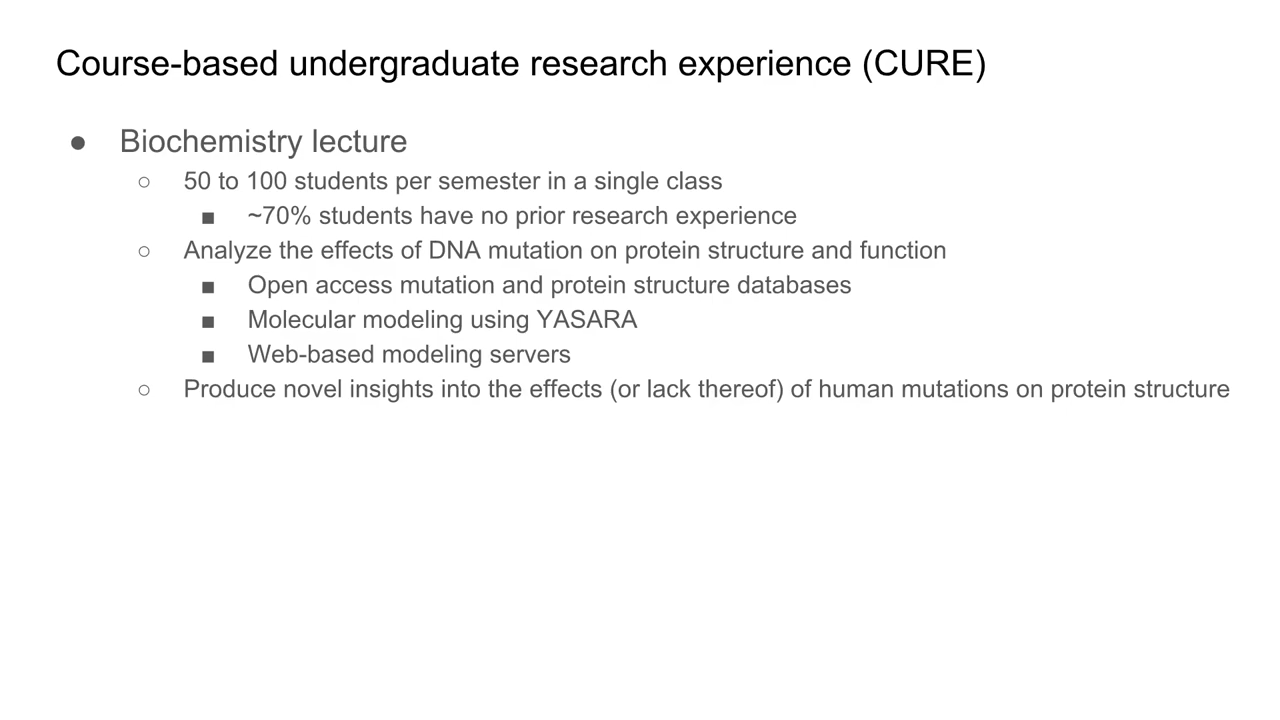 Course-based undergraduate research experience (CURE)
● Biochemistry lecture
○ 50 to 100 students per semester in a single class
■ ~70% students have no prior research experience
○ Analyze the effects of DNA mutation on protein structure and function
■ Open access mutation and protein structure databases
■ Molecular modeling using YASARA
■ Web-based modeling servers
○ Produce novel insights into the effects (or lack thereof) of human mutations on protein structure